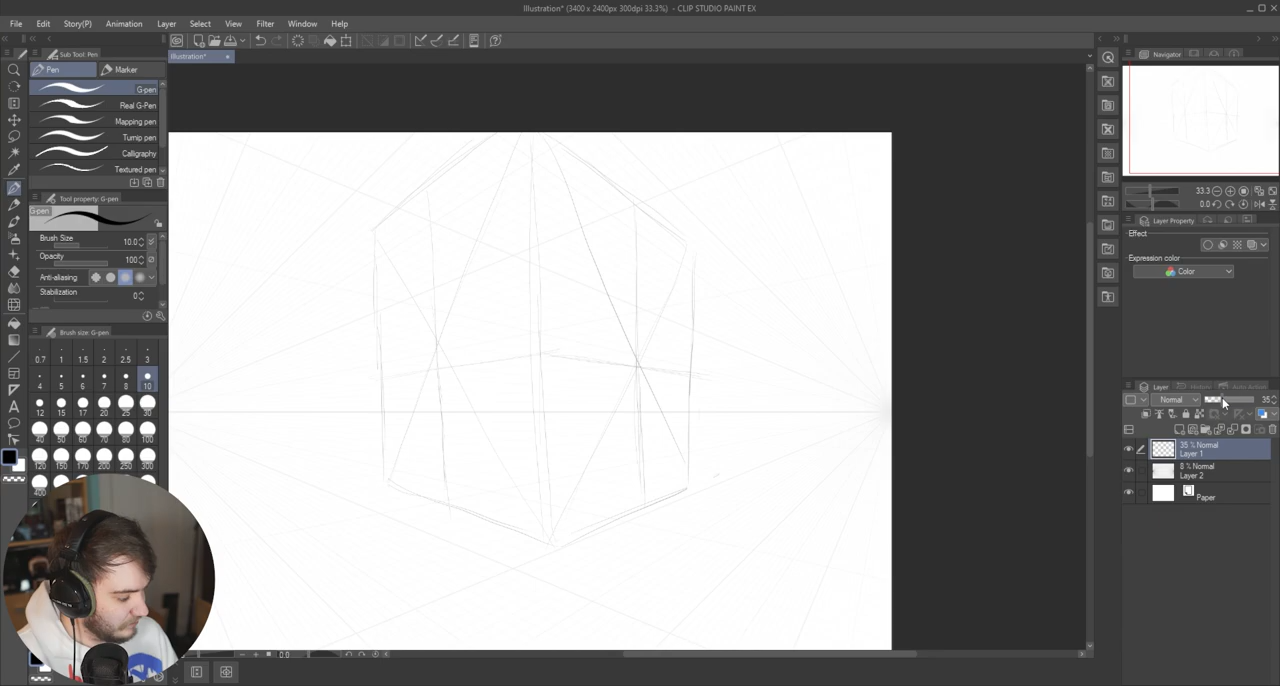 Illustration* (3400 x 2400px 300dpi 33.3%) - CLIP STUDIO PAINT EX
File Edit Story(P) Animation Layer Select View Filter Window Help
Sub Tool: Pen
Illustration*
Navigator
Pen Marker
G-pen
Real G-Pen
Mapping pen
Turnip pen
Calligraphy
Textured pen
33.3
0.0
Tool property: G-pen
G-pen
Layer Property
Effect
Brush Size 10.0
Opacity 100
Expression color
Color
Anti-aliasing
Stabilization 0
Brush size: G-pen
0.7 1 1.5 2 2.5 3
4 5 6 7 8 10
12 15 17 20 25 30
40 50 60 70 80 100
120 150 170 200 250 300
400
Layer History Auto Action
Normal 35
35 % Normal
Layer 1
8 % Normal
Layer 2
Paper